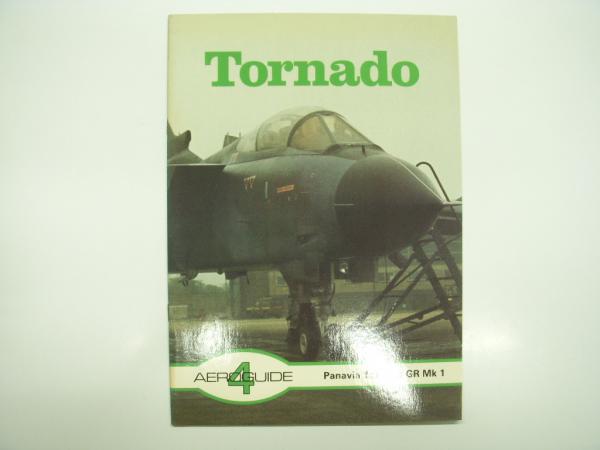 Tornado
AEROGUIDE
4
Panavia GR Mk 1